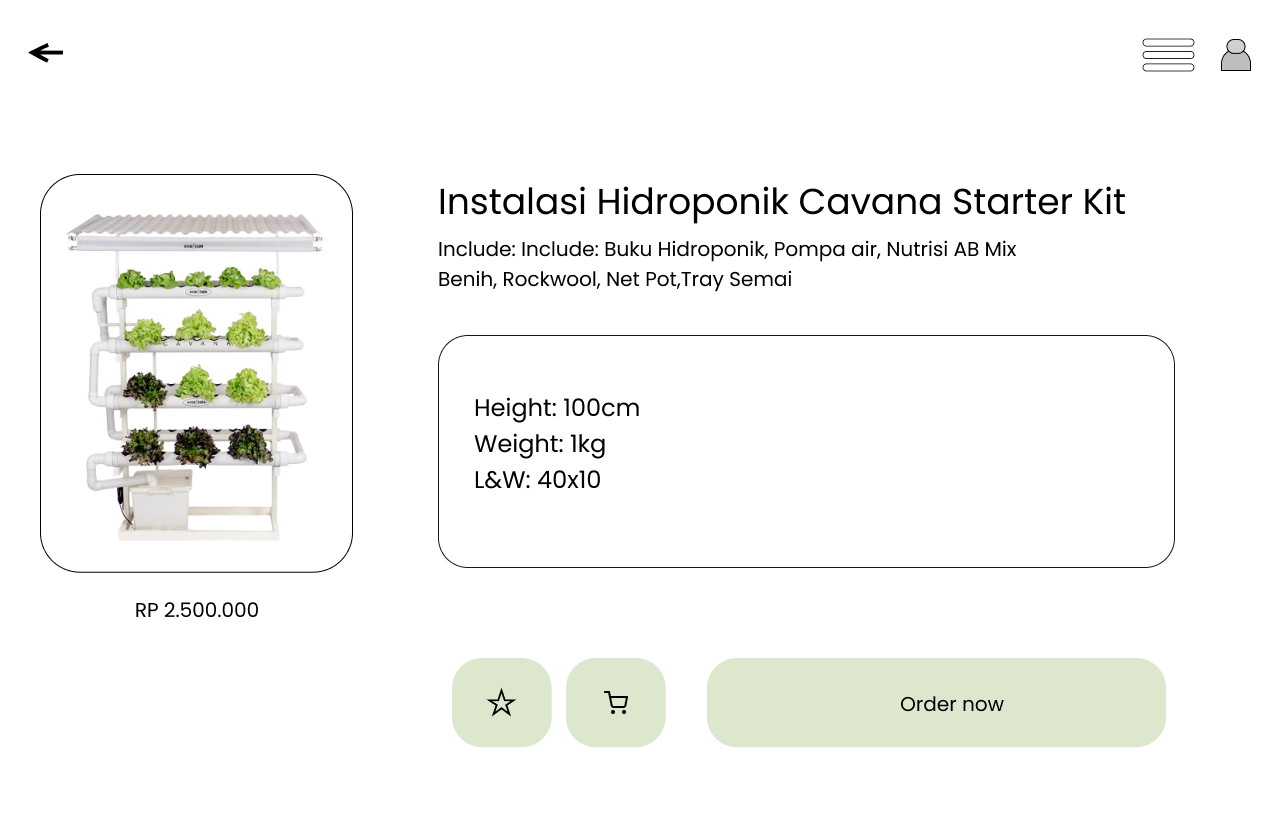 Instalasi Hidroponik Cavana Starter Kit
Include: Include: Buku Hidroponik, Pompa air, Nutrisi AB Mix
Benih, Rockwool, Net Pot,Tray Semai
CAVANA
Height: 100cm
Weight: 1kg
L&W: 40x10
RP 2.500.000
Order now